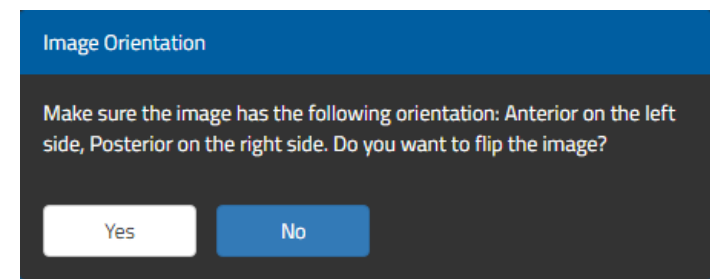 Image Orientation
Make sure the image has the following orientation: Anterior on the left
side, Posterior on the right side. Do you want to flip the image?
Yes
No